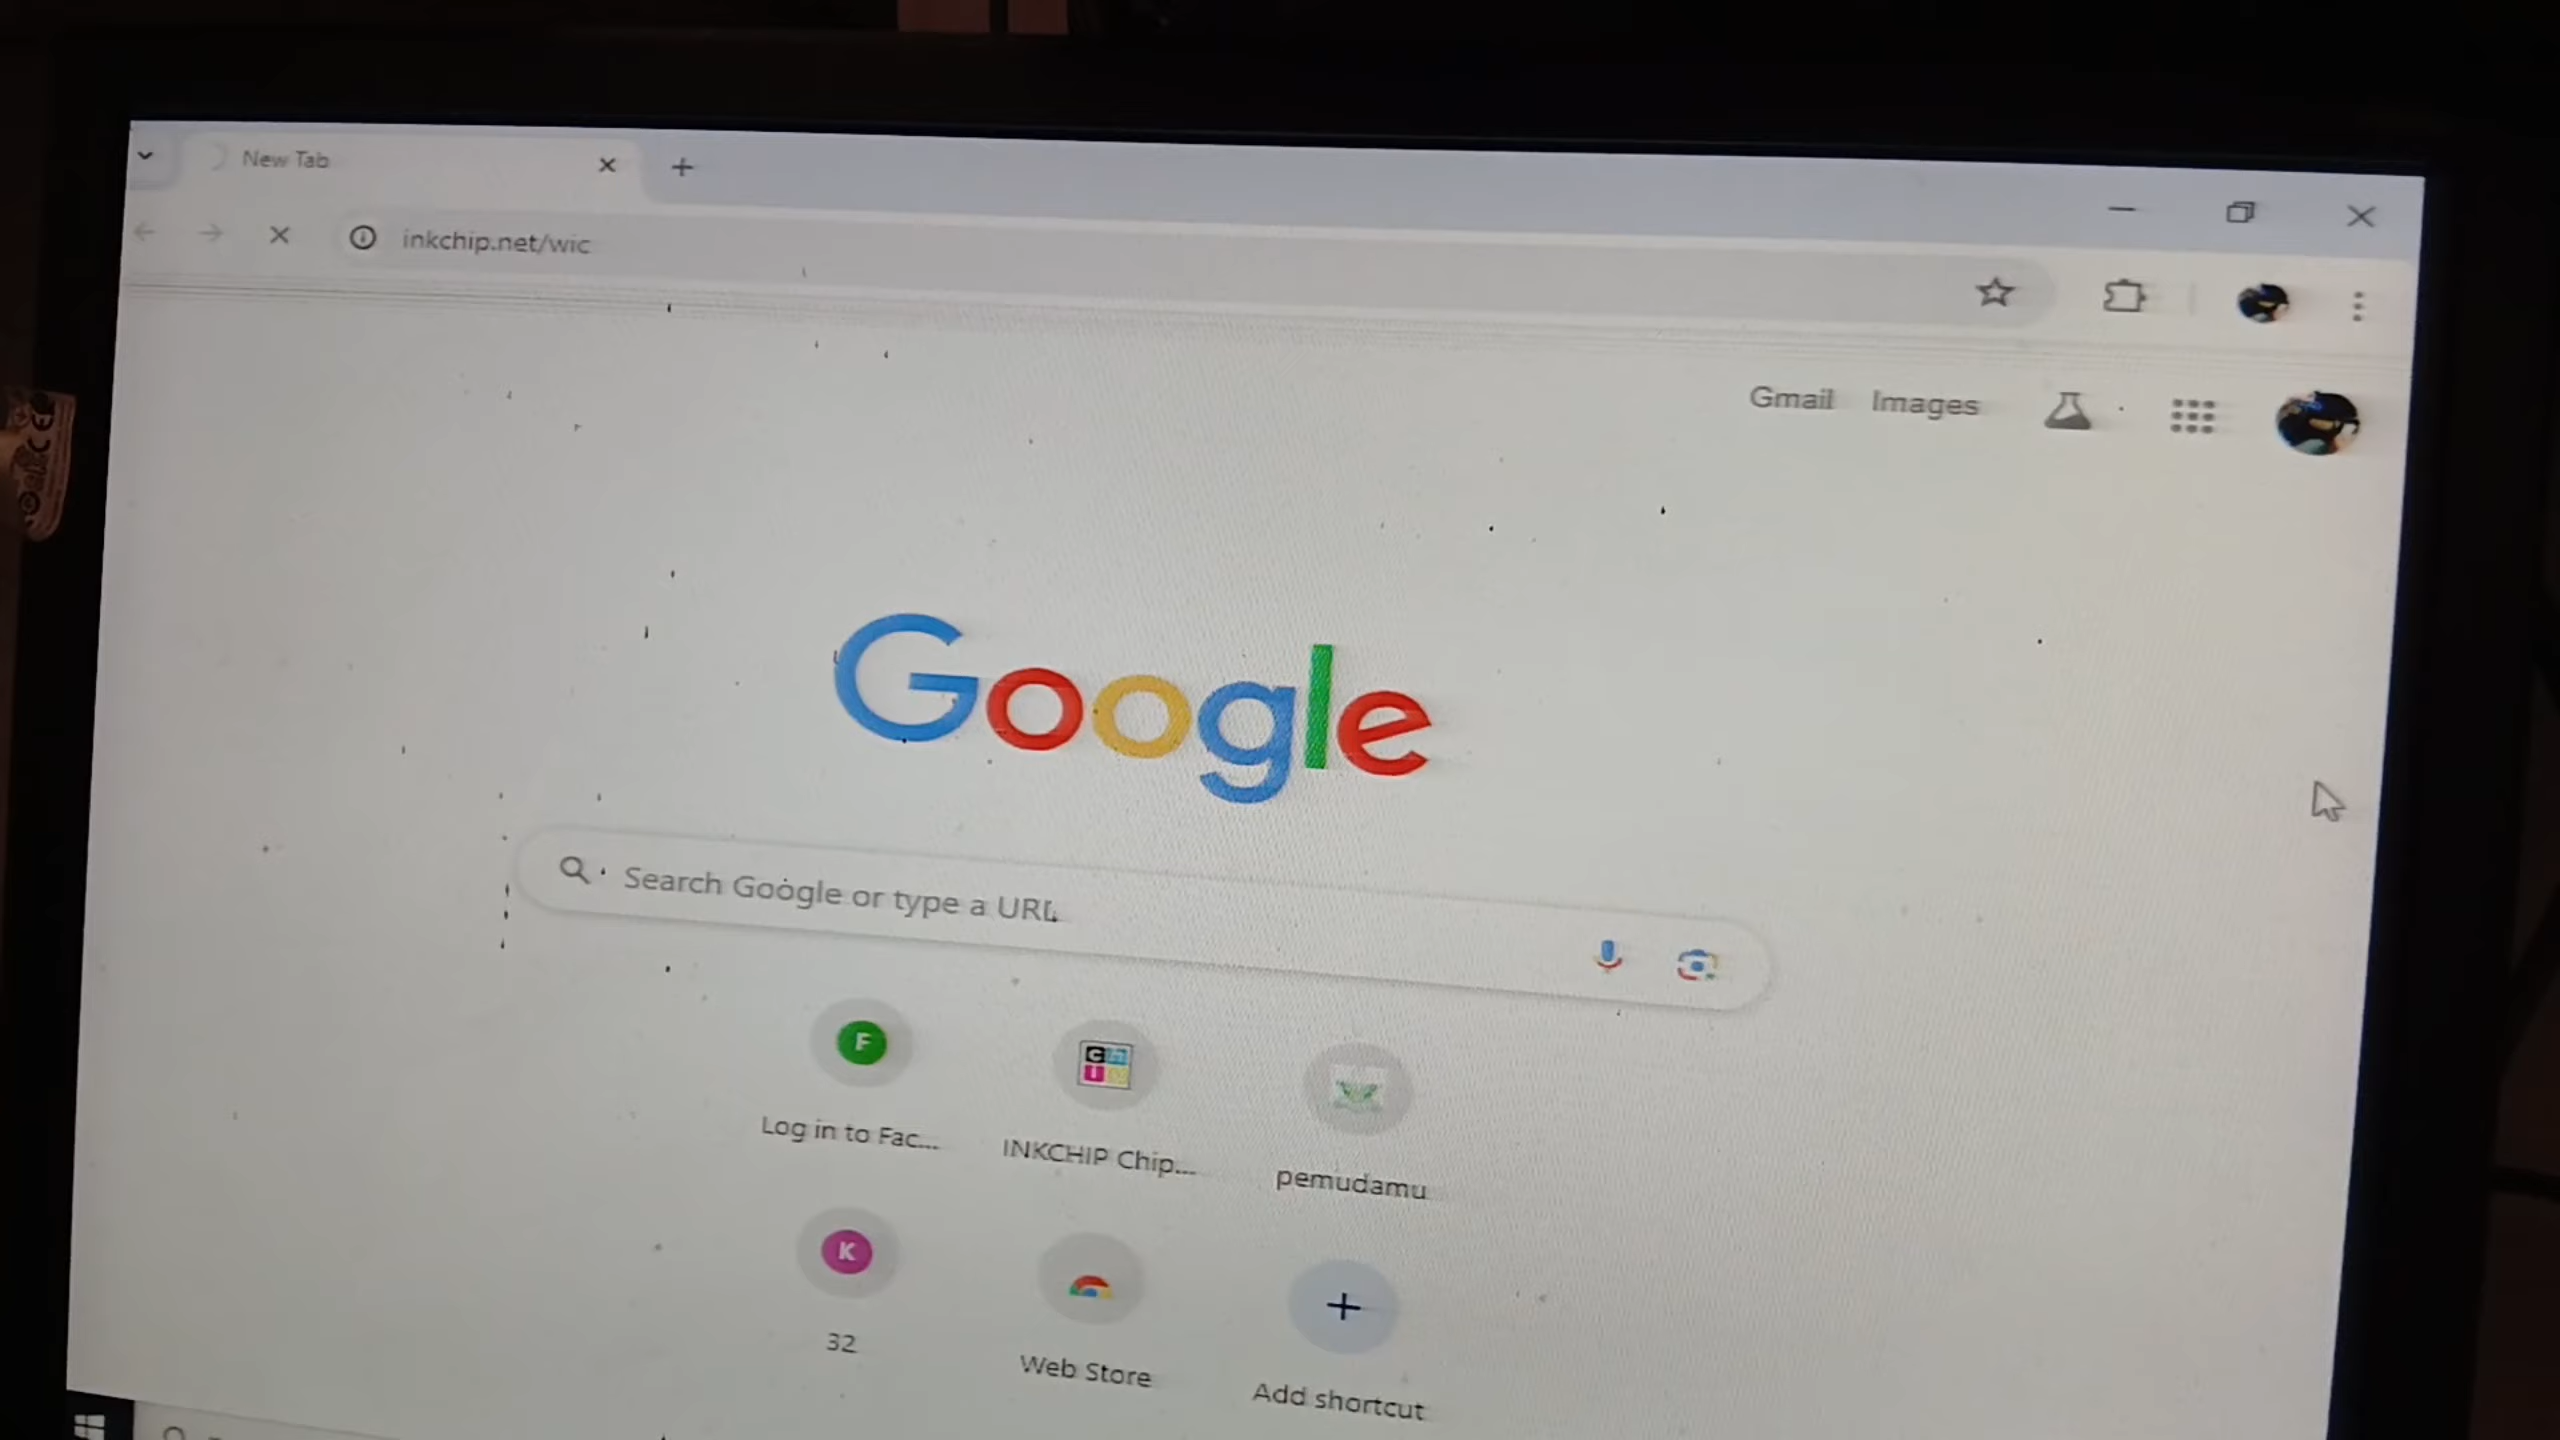 New Tab
inkchip.net/wic
Gmail Images
Google
Search Google or type a URL
F
Log in to Fac...
INKCHIP Chip...
pemudamu
K
32
Web Store
Add shortcut